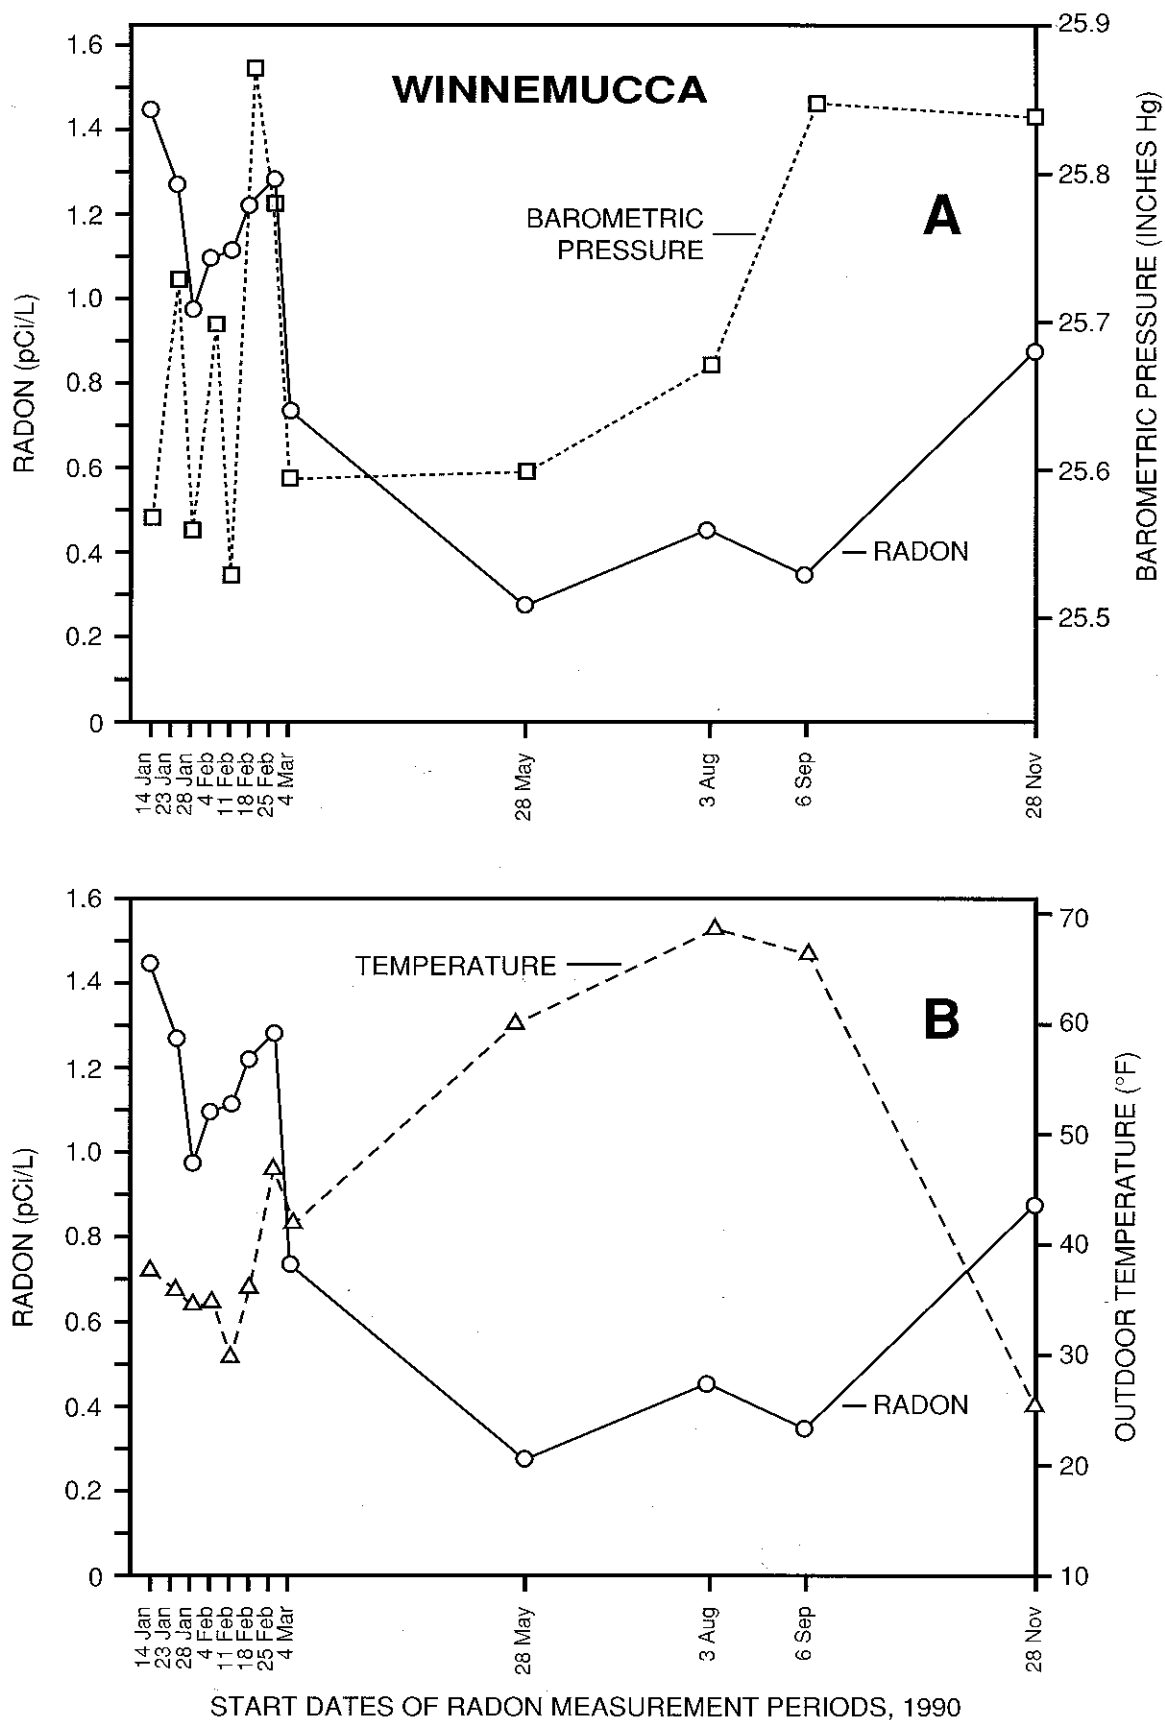 WINNEMUCCA
A
1.6
1.4
1.2
1.0
0.8
0.6
0.4
0.2
0
RADON (pCi/L)
BAROMETRIC
PRESSURE
RADON
25.9
25.8
25.7
25.6
25.5
BAROMETRIC PRESSURE (INCHES Hg)
14 Jan
23 Jan
28 Jan
4 Feb
11 Feb
18 Feb
25 Feb
4 Mar
28 May
3 Aug
6 Sep
28 Nov
B
1.6
1.4
1.2
1.0
0.8
0.6
0.4
0.2
0
RADON (pCi/L)
TEMPERATURE
RADON
70
60
50
40
30
20
10
OUTDOOR TEMPERATURE (°F)
14 Jan
23 Jan
28 Jan
4 Feb
11 Feb
18 Feb
25 Feb
4 Mar
28 May
3 Aug
6 Sep
28 Nov
START DATES OF RADON MEASUREMENT PERIODS, 1990